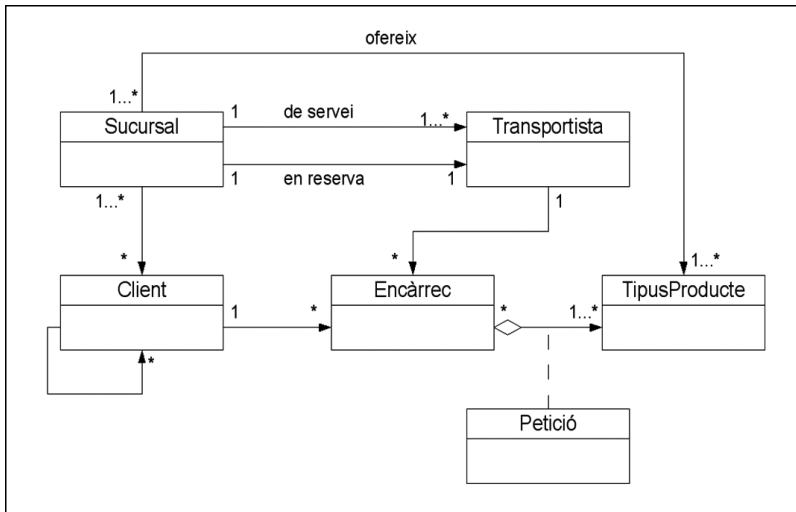 ofereix
1...*
1
de servei
1...*
Sucursal
Transportista
1
en reserva
1
1...*
1
*
*
1...*
Client
Encàrrec
TipusProducte
1
*
*
1...*
*
Petició